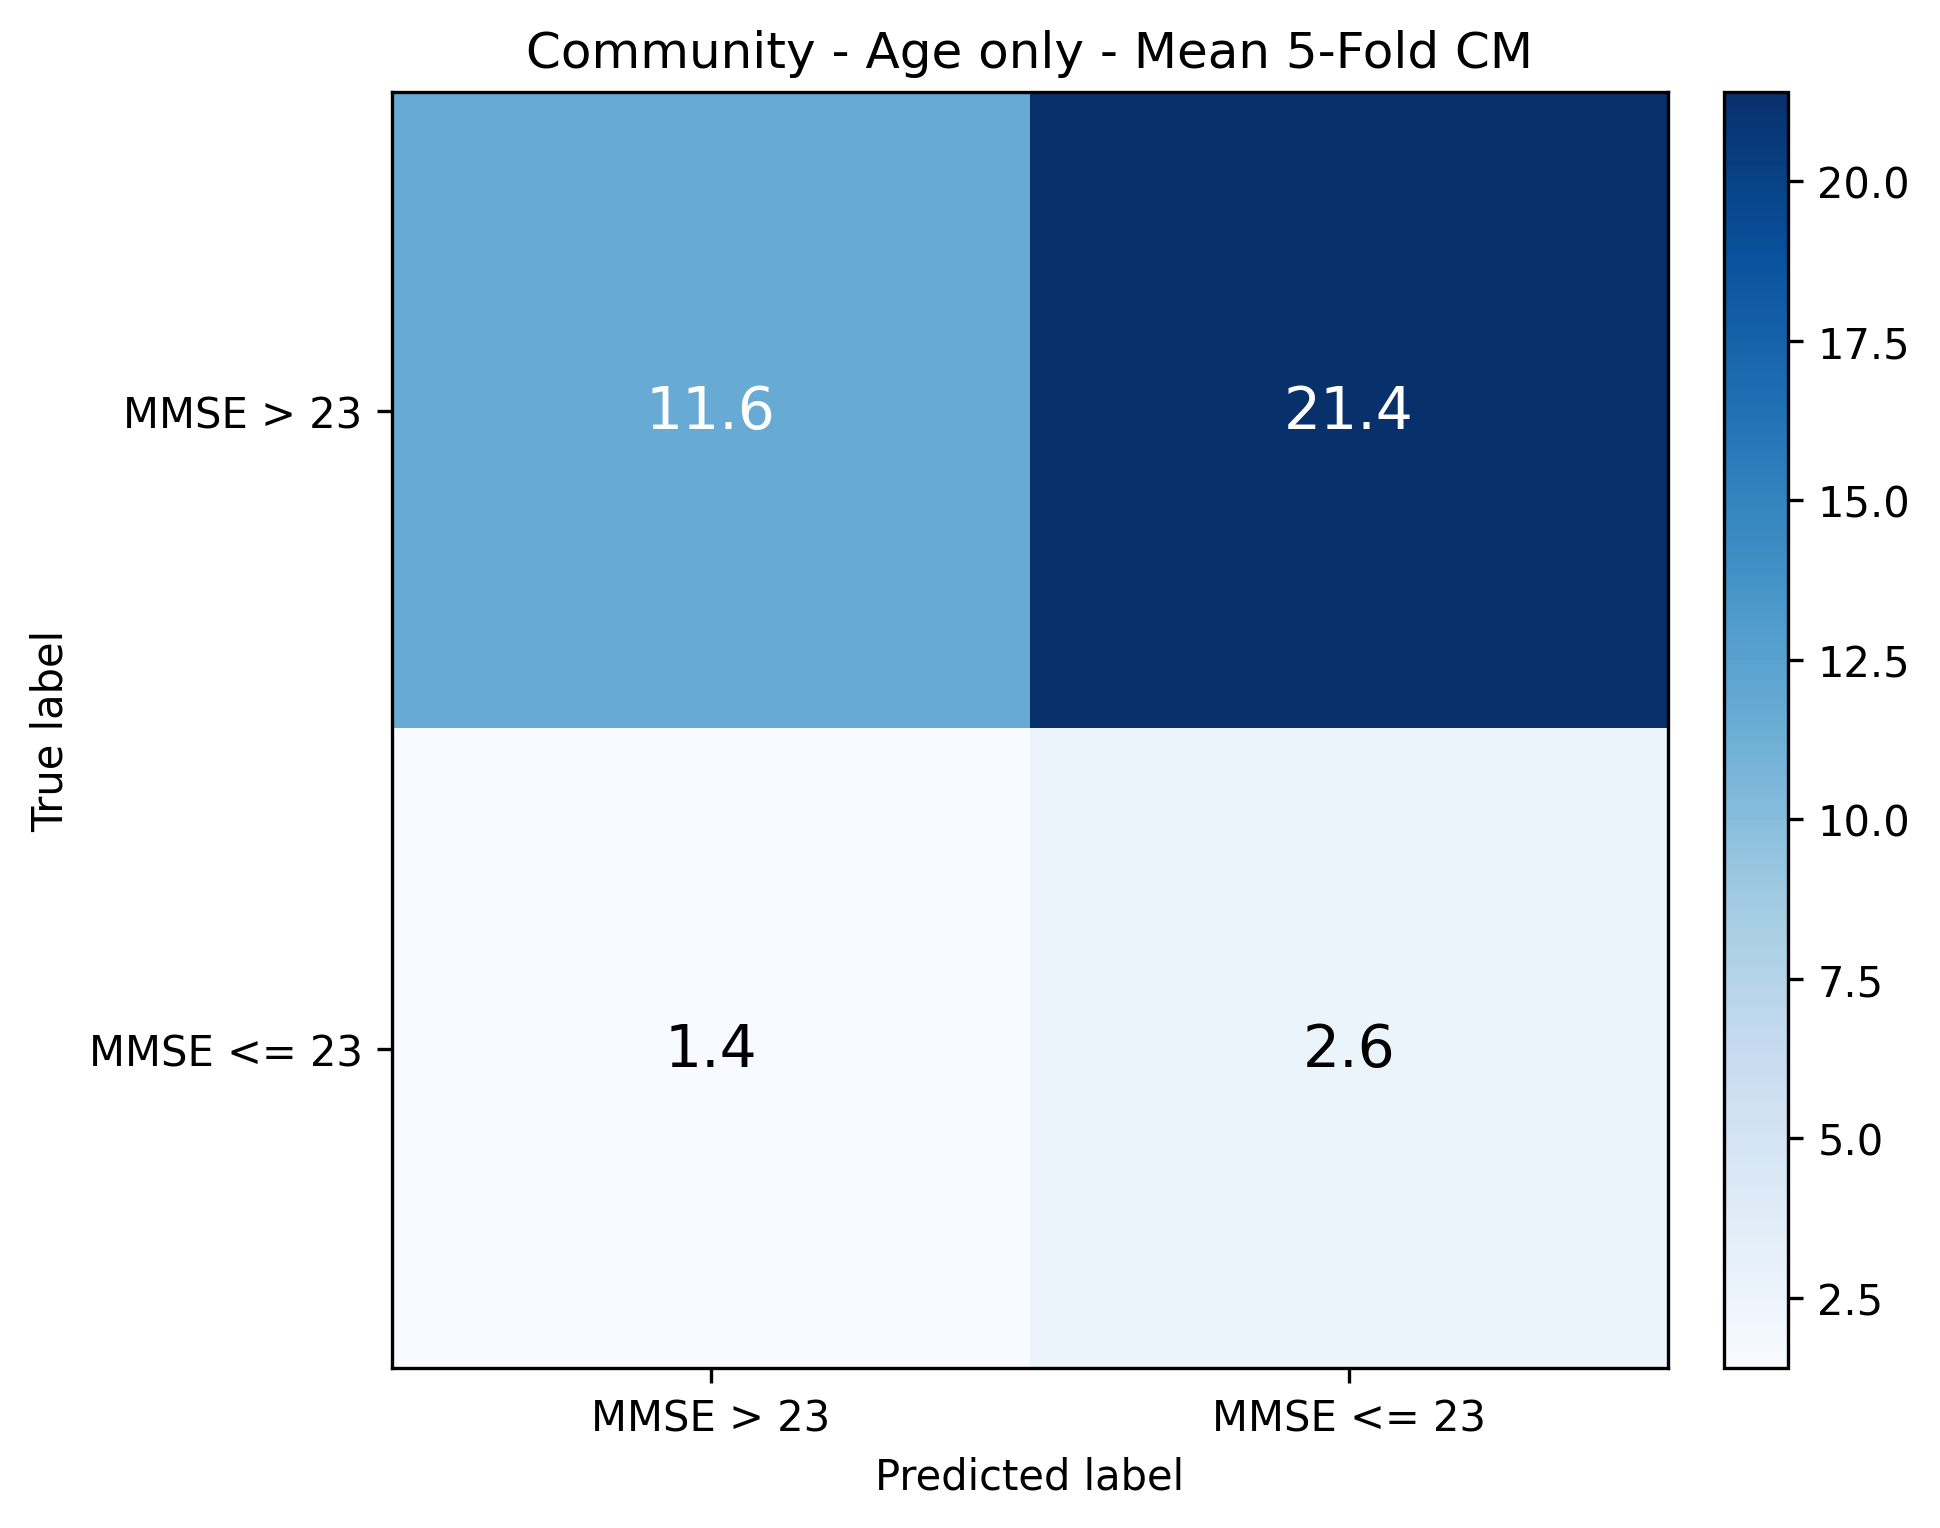 Community - Age only - Mean 5-Fold CM
True label
MMSE > 23
MMSE <= 23
11.6
21.4
1.4
2.6
MMSE > 23
MMSE <= 23
Predicted label
20.0
17.5
15.0
12.5
10.0
7.5
5.0
2.5